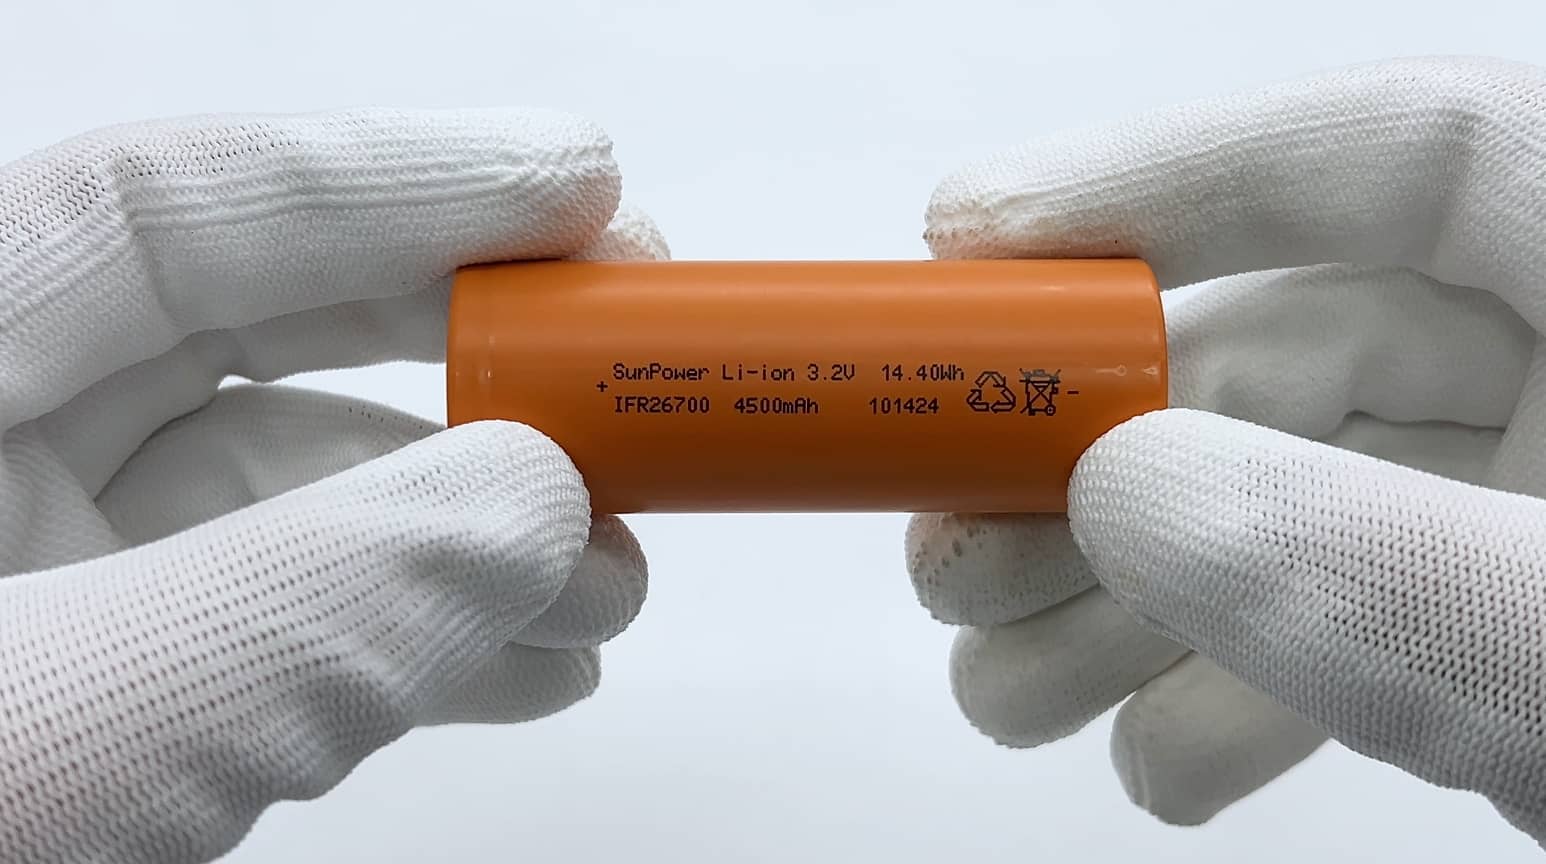 + SunPower Li-ion 3.2V 14.40Wh -
IFR26700 4500mAh 101424